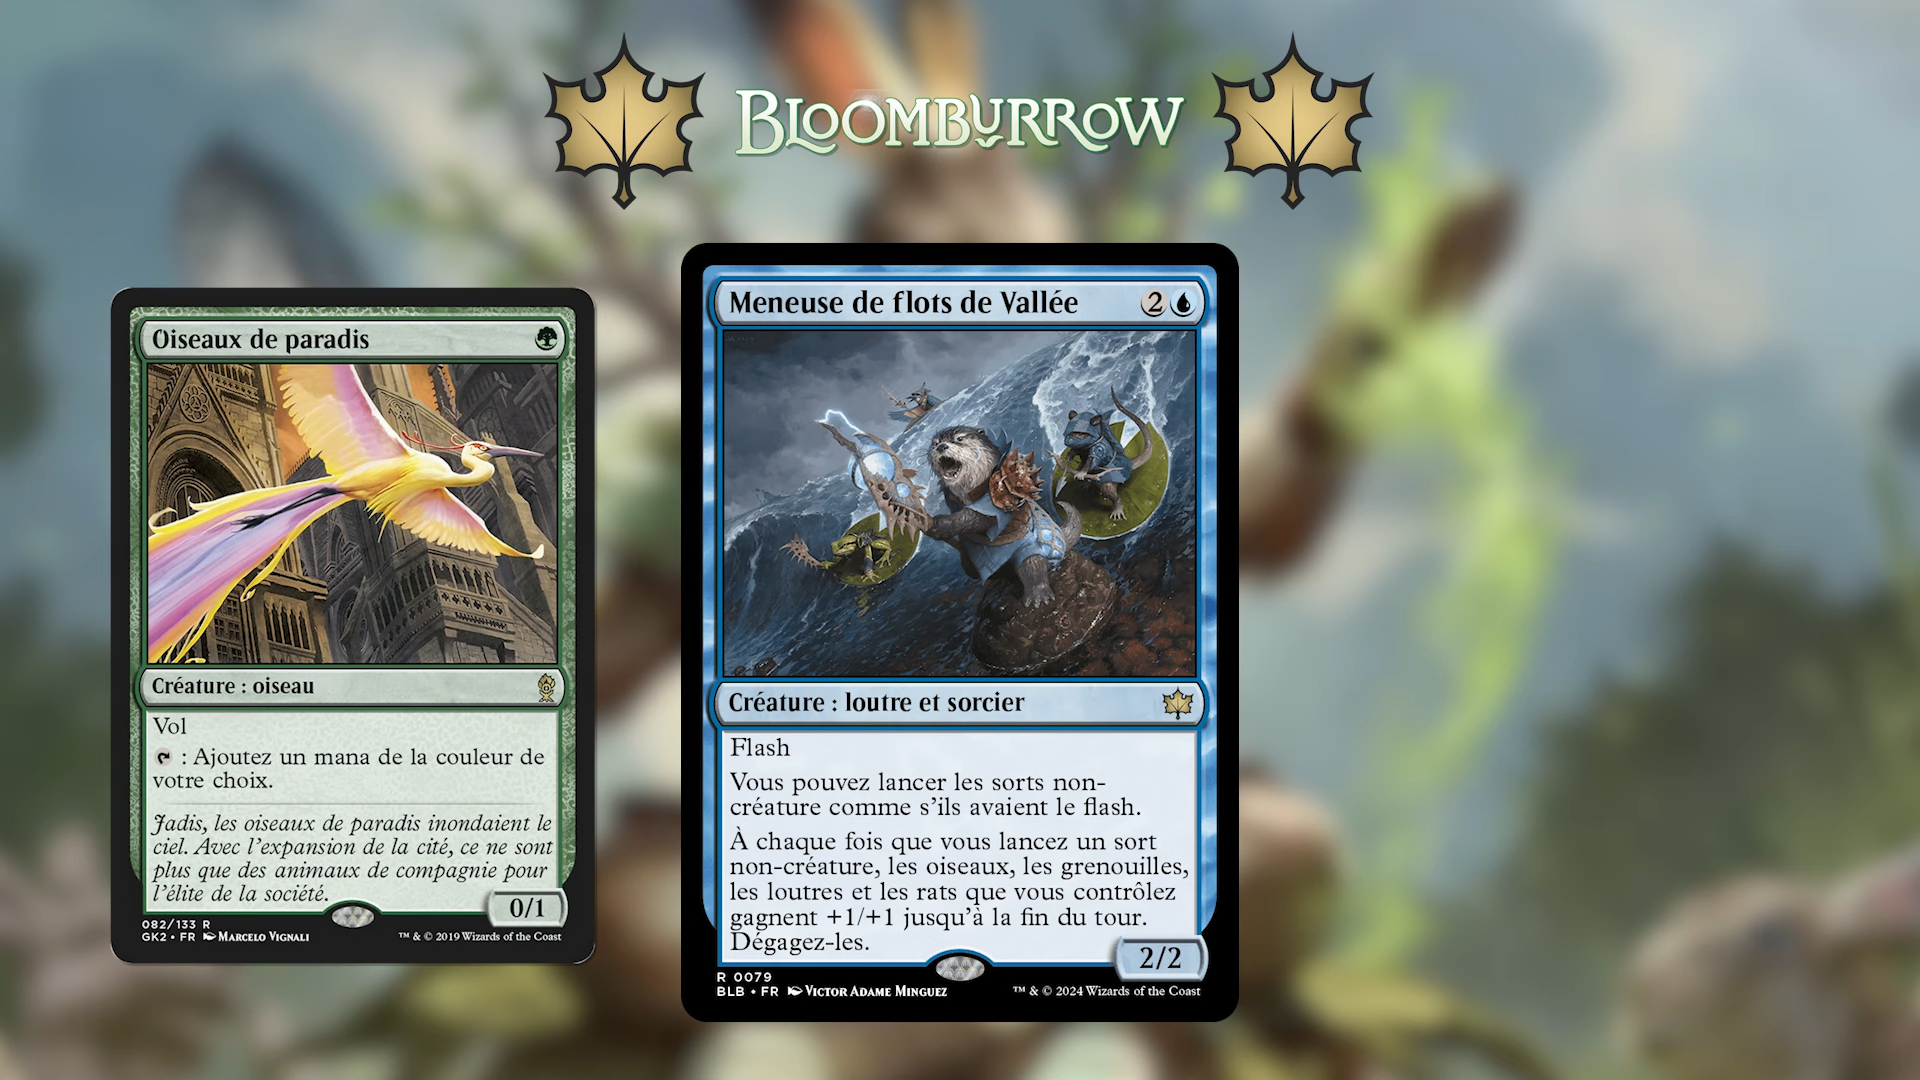 BLOOMBURROW
Oiseaux de paradis
Créature : oiseau
Vol
: Ajoutez un mana de la couleur de
votre choix.
Jadis, les oiseaux de paradis inondaient le
ciel. Avec l'expansion de la cité, ce ne sont
plus que des animaux de compagnie pour
l'élite de la société.
0/1
082/133 R
GK2 • FR Marcelo Vignali
™ & © 2019 Wizards of the Coast
Meneuse de flots de Vallée
2
Créature : loutre et sorcier
Flash
Vous pouvez lancer les sorts non-
créature comme s'ils avaient le flash.
À chaque fois que vous lancez un sort
non-créature, les oiseaux, les grenouilles,
les loutres et les rats que vous contrôlez
gagnent +1/+1 jusqu'à la fin du tour.
Dégagez-les.
2/2
R 0079
BLB • FR Victor Adame Minguez
™ & © 2024 Wizards of the Coast